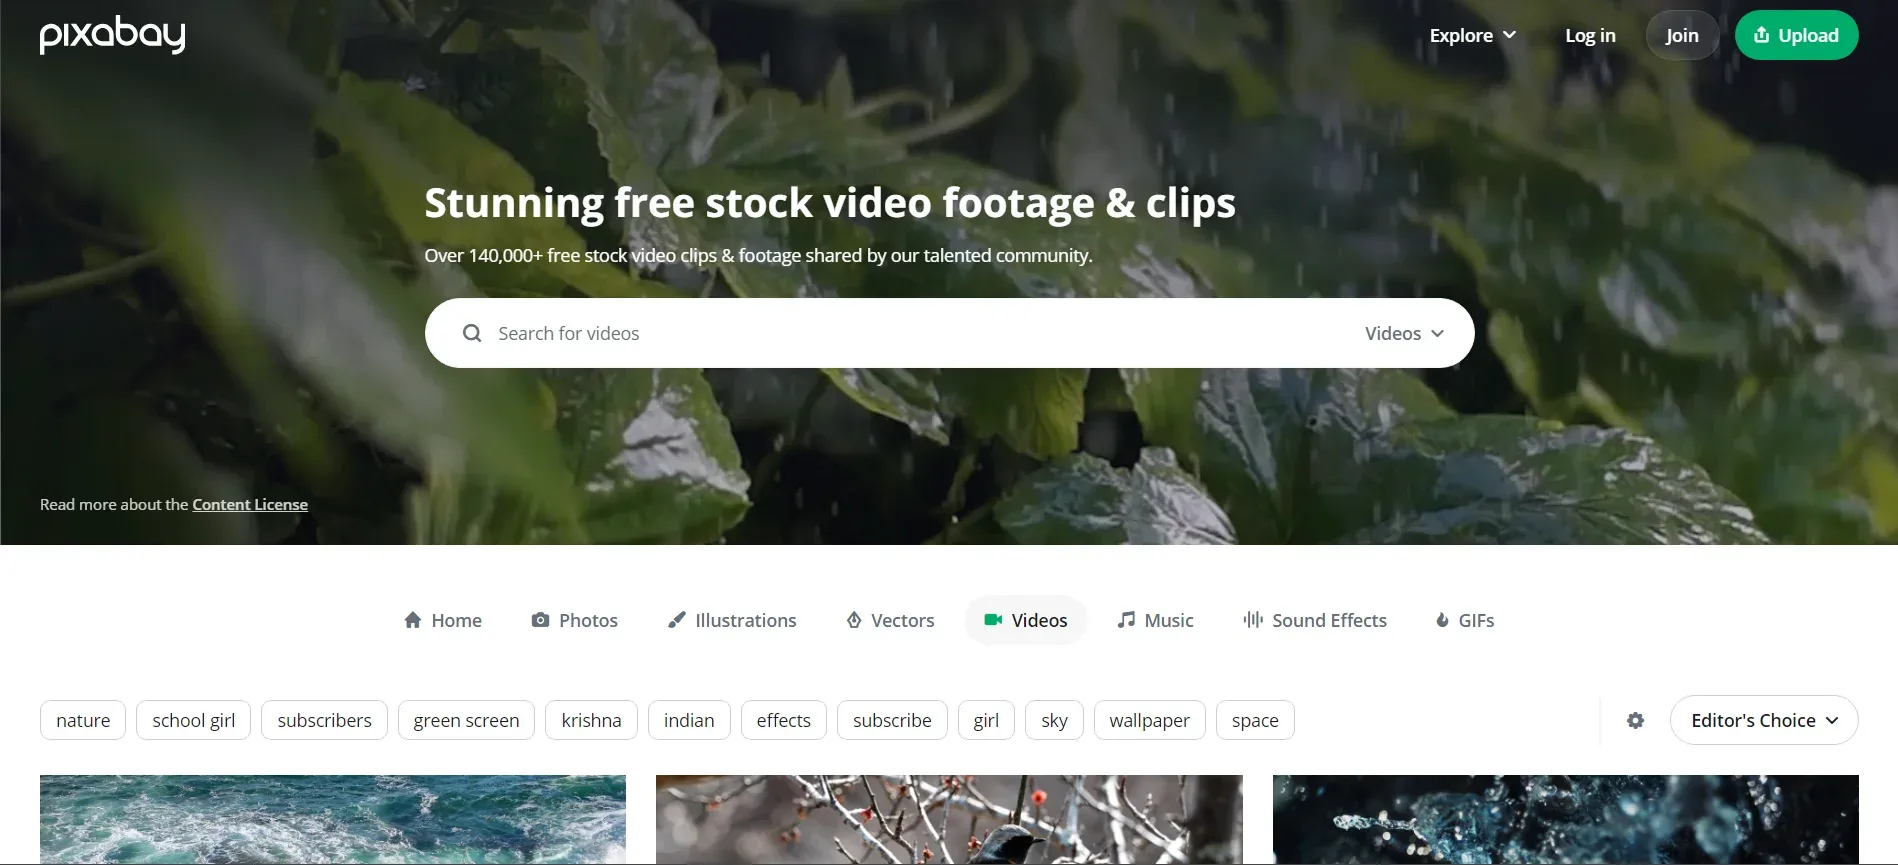 pixabay
Explore Log in Join Upload
Stunning free stock video footage & clips
Over 140,000+ free stock video clips & footage shared by our talented community.
Search for videos Videos
Read more about the Content License
Home Photos Illustrations Vectors Videos Music Sound Effects GIFs
nature school girl subscribers green screen krishna indian effects subscribe girl sky wallpaper space Editor's Choice